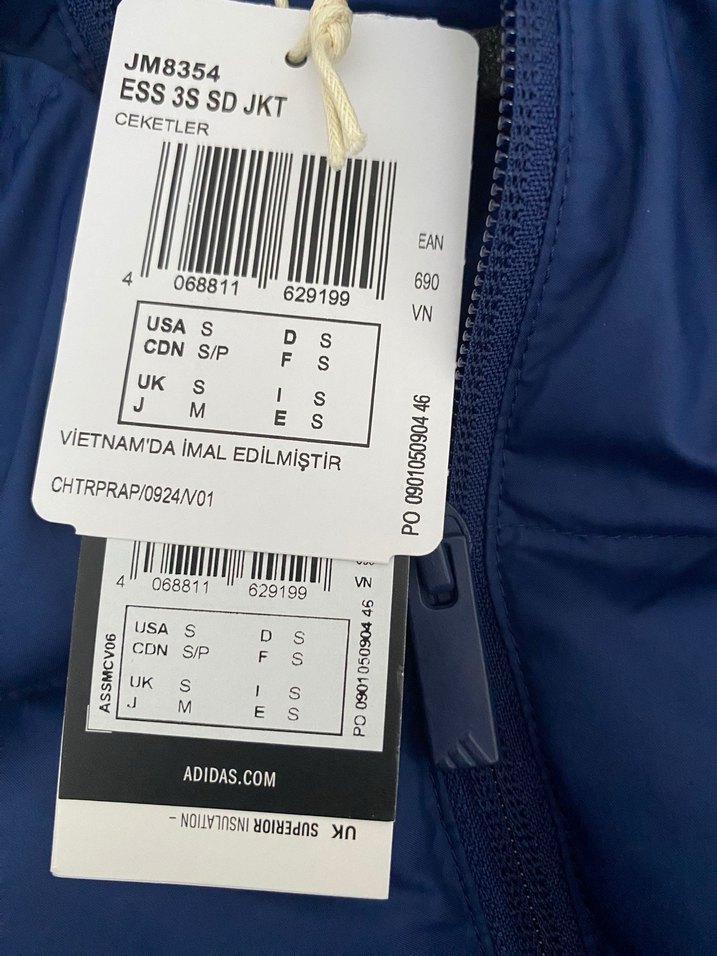 JM8354
ESS 3S SD JKT
CEKETLER
EAN
690
VN
4 068811 629199
USA S D S
CDN S/P F S
UK S I S
J M E S
VİETNAM'DA İMAL EDİLMİŞTİR
CHTRPRAP/0924/V01
PO 0901050904 46
VN
4 068811 629199
USA S D S
CDN S/P F S
UK S I S
J M E S
ASSMCV06
PO 0901050904 46
ADIDAS.COM
UK SUPERIOR INSULATION –